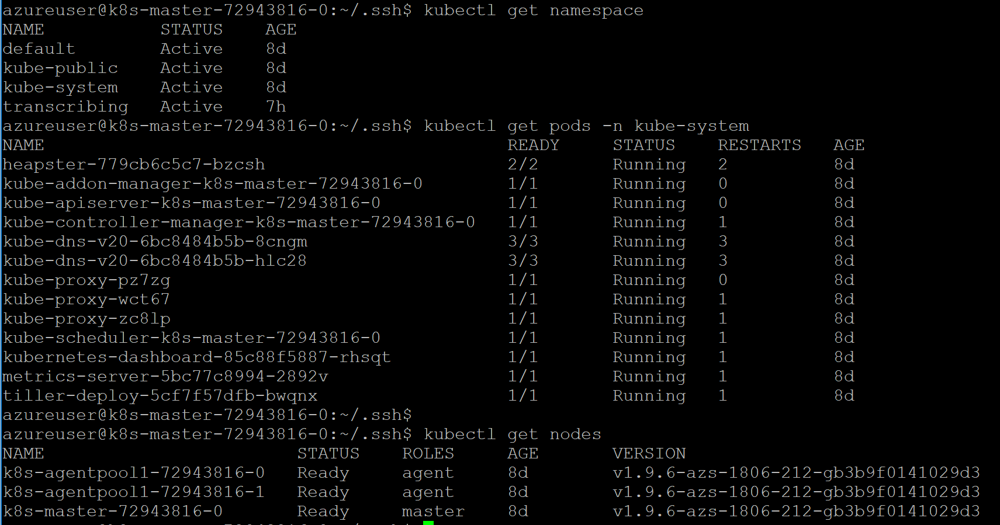 azureuser@k8s-master-72943816-0:~/.ssh$ kubectl get namespace
NAME           STATUS    AGE
default        Active    8d
kube-public    Active    8d
kube-system    Active    8d
transcribing   Active    7h
azureuser@k8s-master-72943816-0:~/.ssh$ kubectl get pods -n kube-system
NAME                                            READY     STATUS    RESTARTS   AGE
heapster-779cb6c5c7-bzcsh                       2/2       Running   2          8d
kube-addon-manager-k8s-master-72943816-0        1/1       Running   0          8d
kube-apiserver-k8s-master-72943816-0            1/1       Running   0          8d
kube-controller-manager-k8s-master-72943816-0   1/1       Running   1          8d
kube-dns-v20-6bc8484b5b-8cngm                   3/3       Running   3          8d
kube-dns-v20-6bc8484b5b-hlc28                   3/3       Running   3          8d
kube-proxy-pz7zg                                1/1       Running   0          8d
kube-proxy-wct67                                1/1       Running   1          8d
kube-proxy-zc8lp                                1/1       Running   1          8d
kube-scheduler-k8s-master-72943816-0            1/1       Running   1          8d
kubernetes-dashboard-85c88f5887-rhsqt           1/1       Running   1          8d
metrics-server-5bc77c8994-2892v                 1/1       Running   1          8d
tiller-deploy-5cf7f57dfb-bwqnx                  1/1       Running   1          8d
azureuser@k8s-master-72943816-0:~/.ssh$
azureuser@k8s-master-72943816-0:~/.ssh$ kubectl get nodes
NAME                        STATUS    ROLES     AGE       VERSION
k8s-agentpool1-72943816-0   Ready     agent     8d        v1.9.6-azs-1806-212-gb3b9f0141029d3
k8s-agentpool1-72943816-1   Ready     agent     8d        v1.9.6-azs-1806-212-gb3b9f0141029d3
k8s-master-72943816-0       Ready     master    8d        v1.9.6-azs-1806-212-gb3b9f0141029d3